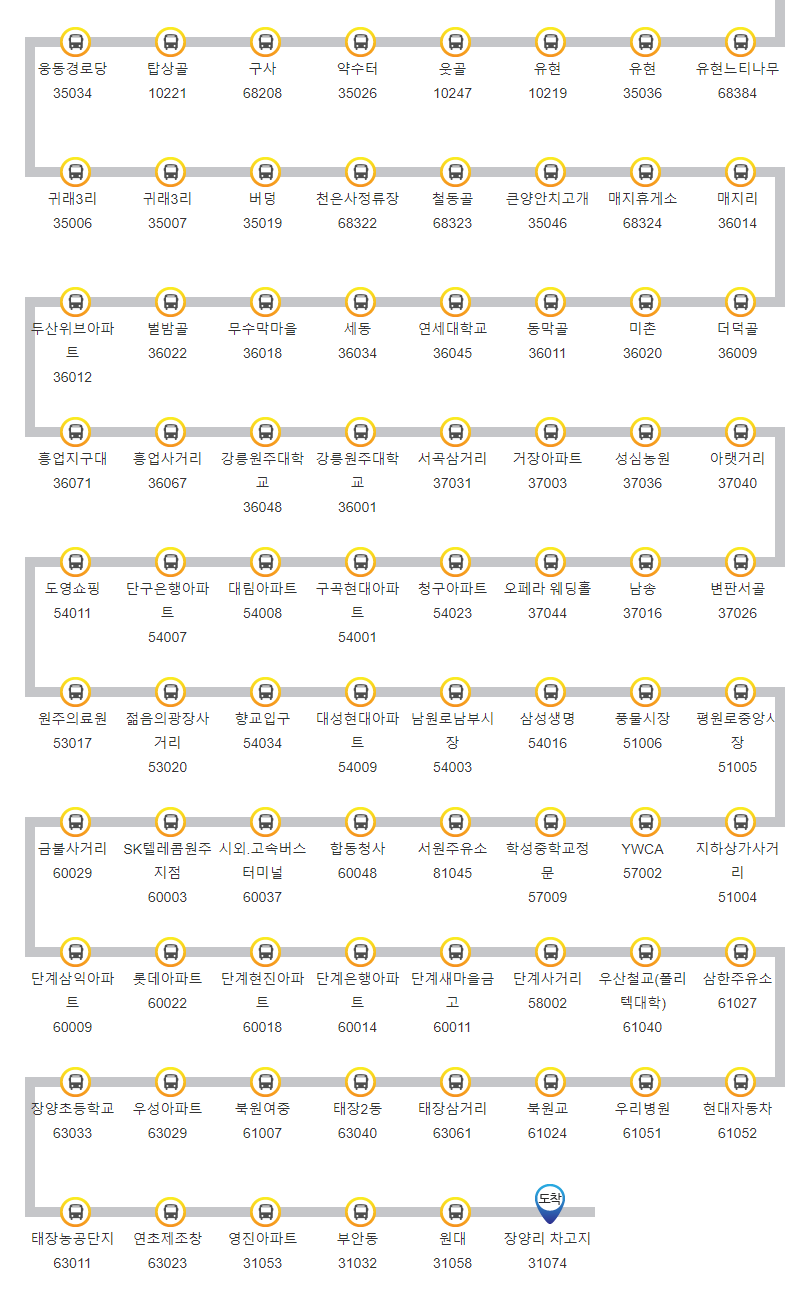 웅동경로당 탑상골 구사 약수터 웃골 유현 유현 유현느티나무
35034 10221 68208 35026 10247 10219 35036 68384
귀래3리 귀래3리 버덩 천은사정류장 철동골 큰양안치고개 매지휴게소 매지리
35006 35007 35019 68322 68323 35046 68324 36014
두산위브아파 벌밤골 무수막마을 세동 연세대학교 동막골 미촌 더덕골
트 36022 36018 36034 36045 36011 36020 36009
36012
흥업지구대 흥업사거리 강릉원주대학 강릉원주대학 서곡삼거리 거장아파트 성심농원 아랫거리
36071 36067 교 교 37031 37003 37036 37040
36048 36001
도영쇼핑 단구은행아파 대림아파트 구곡현대아파 청구아파트 오페라 웨딩홀 남송 변판서골
54011 트 54008 트 54023 37044 37016 37026
54007 54001
원주의료원 젊음의광장사 향교입구 대성현대아파 남원로남부시 삼성생명 풍물시장 평원로중앙시
53017 거리 54034 트 장 54016 51006 장
53020 54009 54003 51005
금불사거리 SK텔레콤원주 시외.고속버스 합동청사 서원주유소 학성중학교정 YWCA 지하상가사거
60029 지점 터미널 60048 81045 문 57002 리
60003 60037 57009 51004
단계삼익아파 롯데아파트 단계현진아파 단계은행아파 단계새마을금 단계사거리 우산철교(폴리 삼한주유소
트 60022 트 트 고 58002 텍대학) 61027
60009 60018 60014 60011 61040
장양초등학교 우성아파트 북원여중 태장2동 태장삼거리 북원교 우리병원 현대자동차
63033 63029 61007 63040 63061 61024 61051 61052
도착
태장농공단지 연초제조창 영진아파트 부안동 원대 장양리 차고지
63011 63023 31053 31032 31058 31074